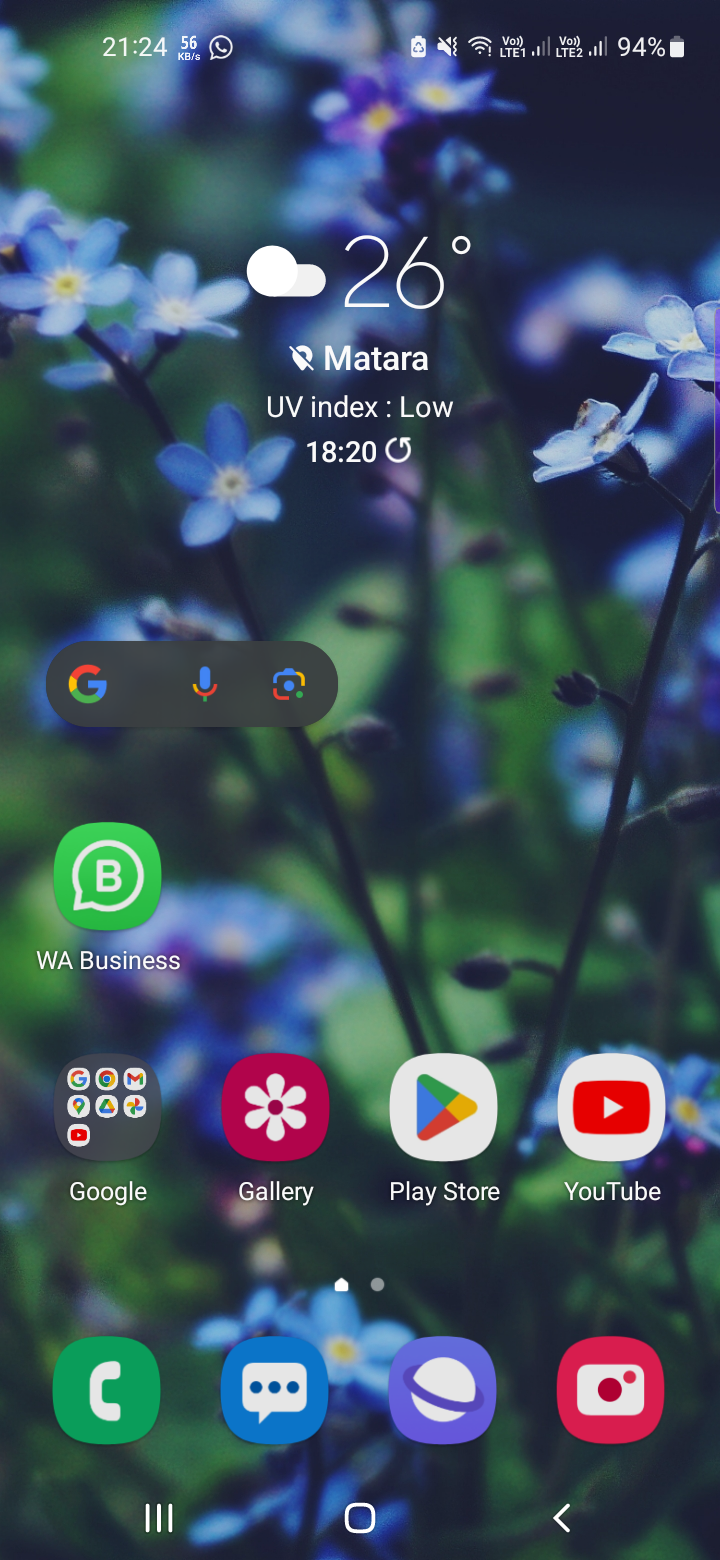 21:24 56 KB/s Vo)) LTE1 Vo)) LTE2 94%
26°
Matara
UV index : Low
18:20
G
B
WA Business
Google Gallery Play Store YouTube